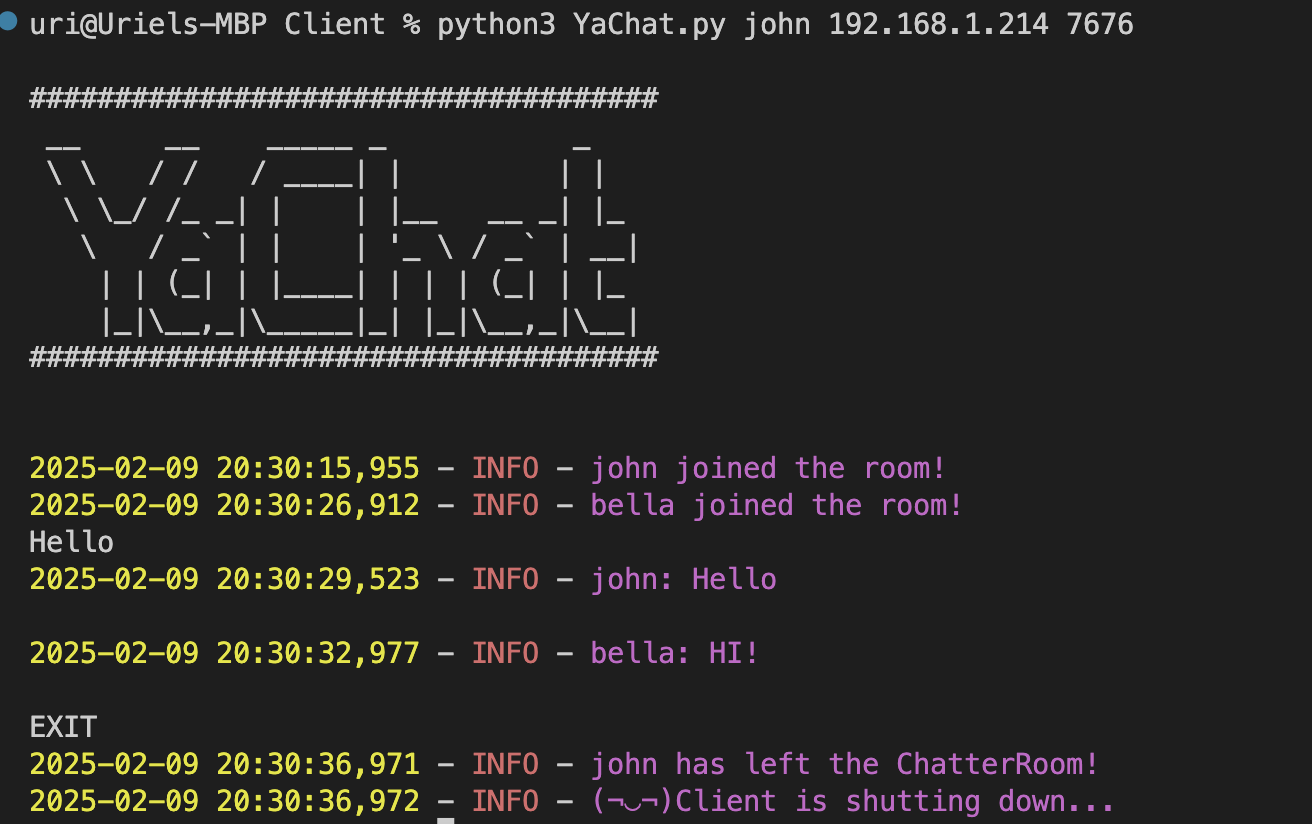 uri@Uriels-MBP Client % python3 YaChat.py john 192.168.1.214 7676
#####################################
 __     __    _____ _           _
 \ \   / /   / ____| |         | |
  \ \_/ /_ _| |    | |__   __ _| |_
   \   / _` | |    | '_ \ / _` | __|
    | | (_| | |____| | | | (_| | |_
    |_|\__,_|\_____|_| |_|\__,_|\__|
#####################################
2025-02-09 20:30:15,955 - INFO - john joined the room!
2025-02-09 20:30:26,912 - INFO - bella joined the room!
Hello
2025-02-09 20:30:29,523 - INFO - john: Hello
2025-02-09 20:30:32,977 - INFO - bella: HI!
EXIT
2025-02-09 20:30:36,971 - INFO - john has left the ChatterRoom!
2025-02-09 20:30:36,972 - INFO - (¬◡¬)Client is shutting down...